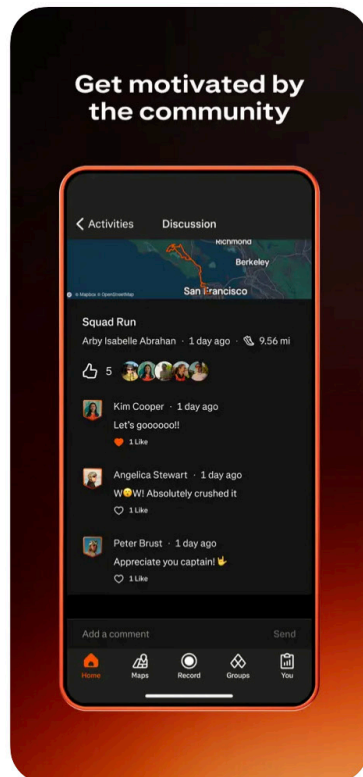 Get motivated by
the community
Activities
Discussion
Richmond
Berkeley
San Francisco
© Mapbox © OpenStreetMap
Squad Run
Arby Isabelle Abrahan · 1 day ago · 9.56 mi
5
Kim Cooper · 1 day ago
Let's goooooo!!
1 Like
Angelica Stewart · 1 day ago
W😮W! Absolutely crushed it
1 Like
Peter Brust · 1 day ago
Appreciate you captain! 🤟
1 Like
Add a comment
Send
Home
Maps
Record
Groups
You